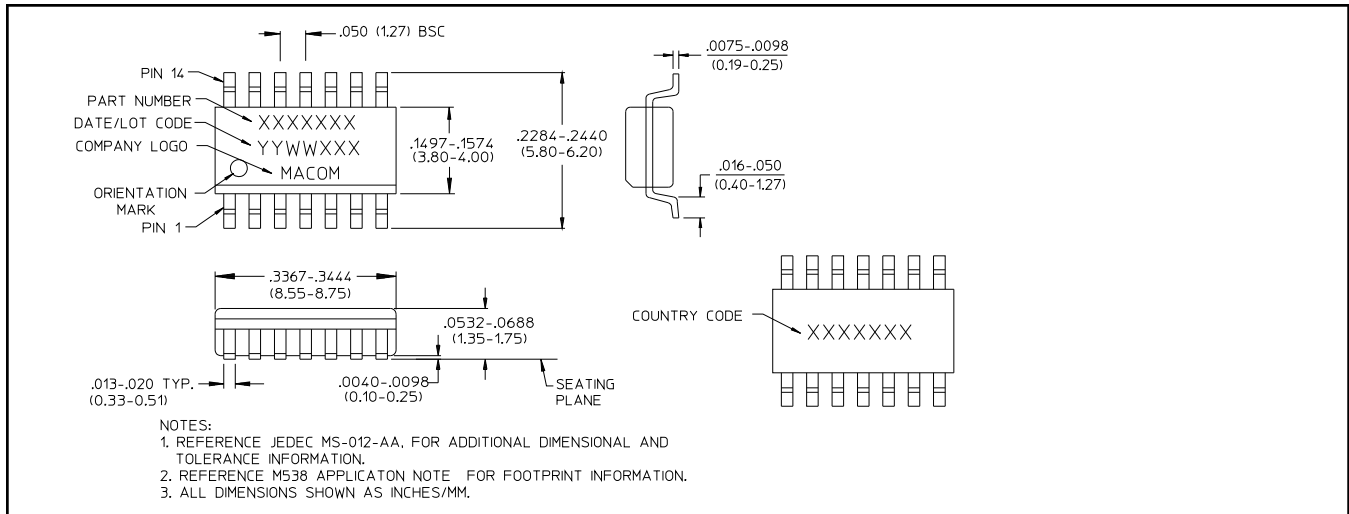 .050 (1.27) BSC
.0075-.0098
(0.19-0.25)
PIN 14
PART NUMBER
XXXXXXX
DATE/LOT CODE
YYWWXXX
COMPANY LOGO
MACOM
.1497-.1574
(3.80-4.00)
.2284-.2440
(5.80-6.20)
.016-.050
(0.40-1.27)
ORIENTATION
MARK
PIN 1
.3367-.3444
(8.55-8.75)
.0532-.0688
(1.35-1.75)
COUNTRY CODE
XXXXXXX
.013-.020 TYP.
(0.33-0.51)
.0040-.0098
(0.10-0.25)
SEATING
PLANE
NOTES:
1. REFERENCE JEDEC MS-012-AA, FOR ADDITIONAL DIMENSIONAL AND
TOLERANCE INFORMATION.
2. REFERENCE M538 APPLICATON NOTE FOR FOOTPRINT INFORMATION.
3. ALL DIMENSIONS SHOWN AS INCHES/MM.